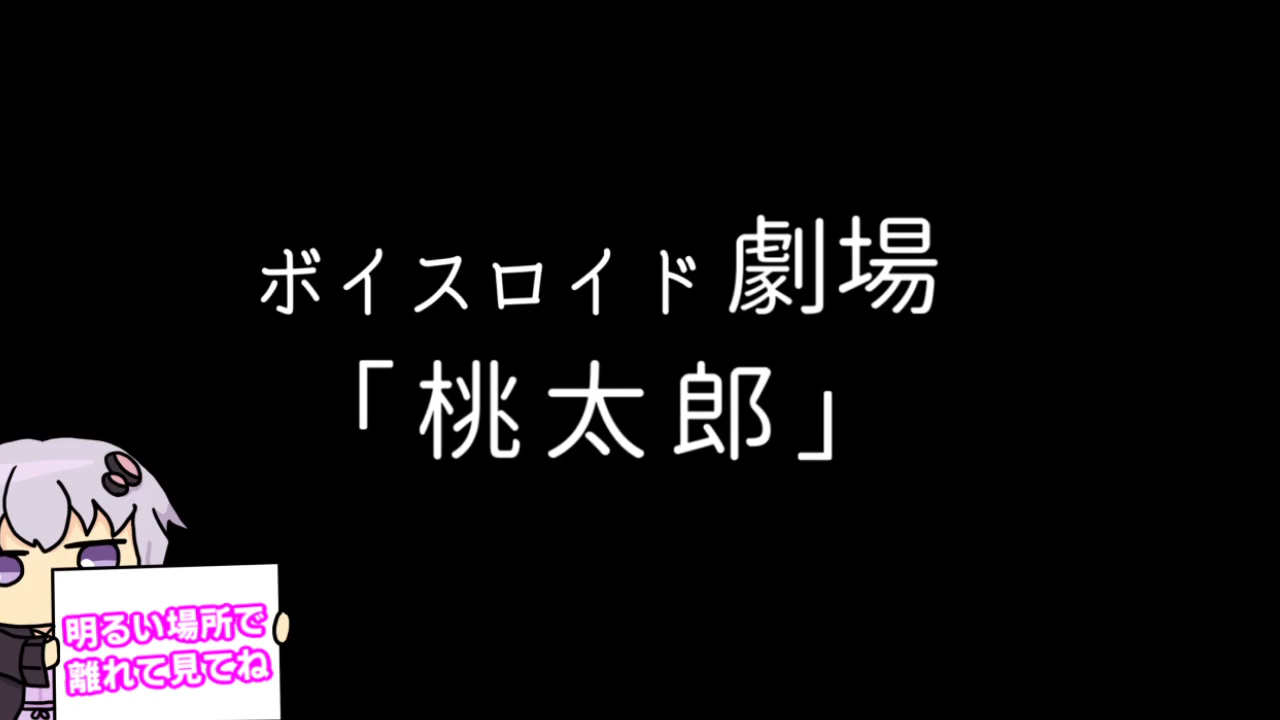 ボイスロイド劇場
「桃太郎」
明るい場所で
離れて見てね